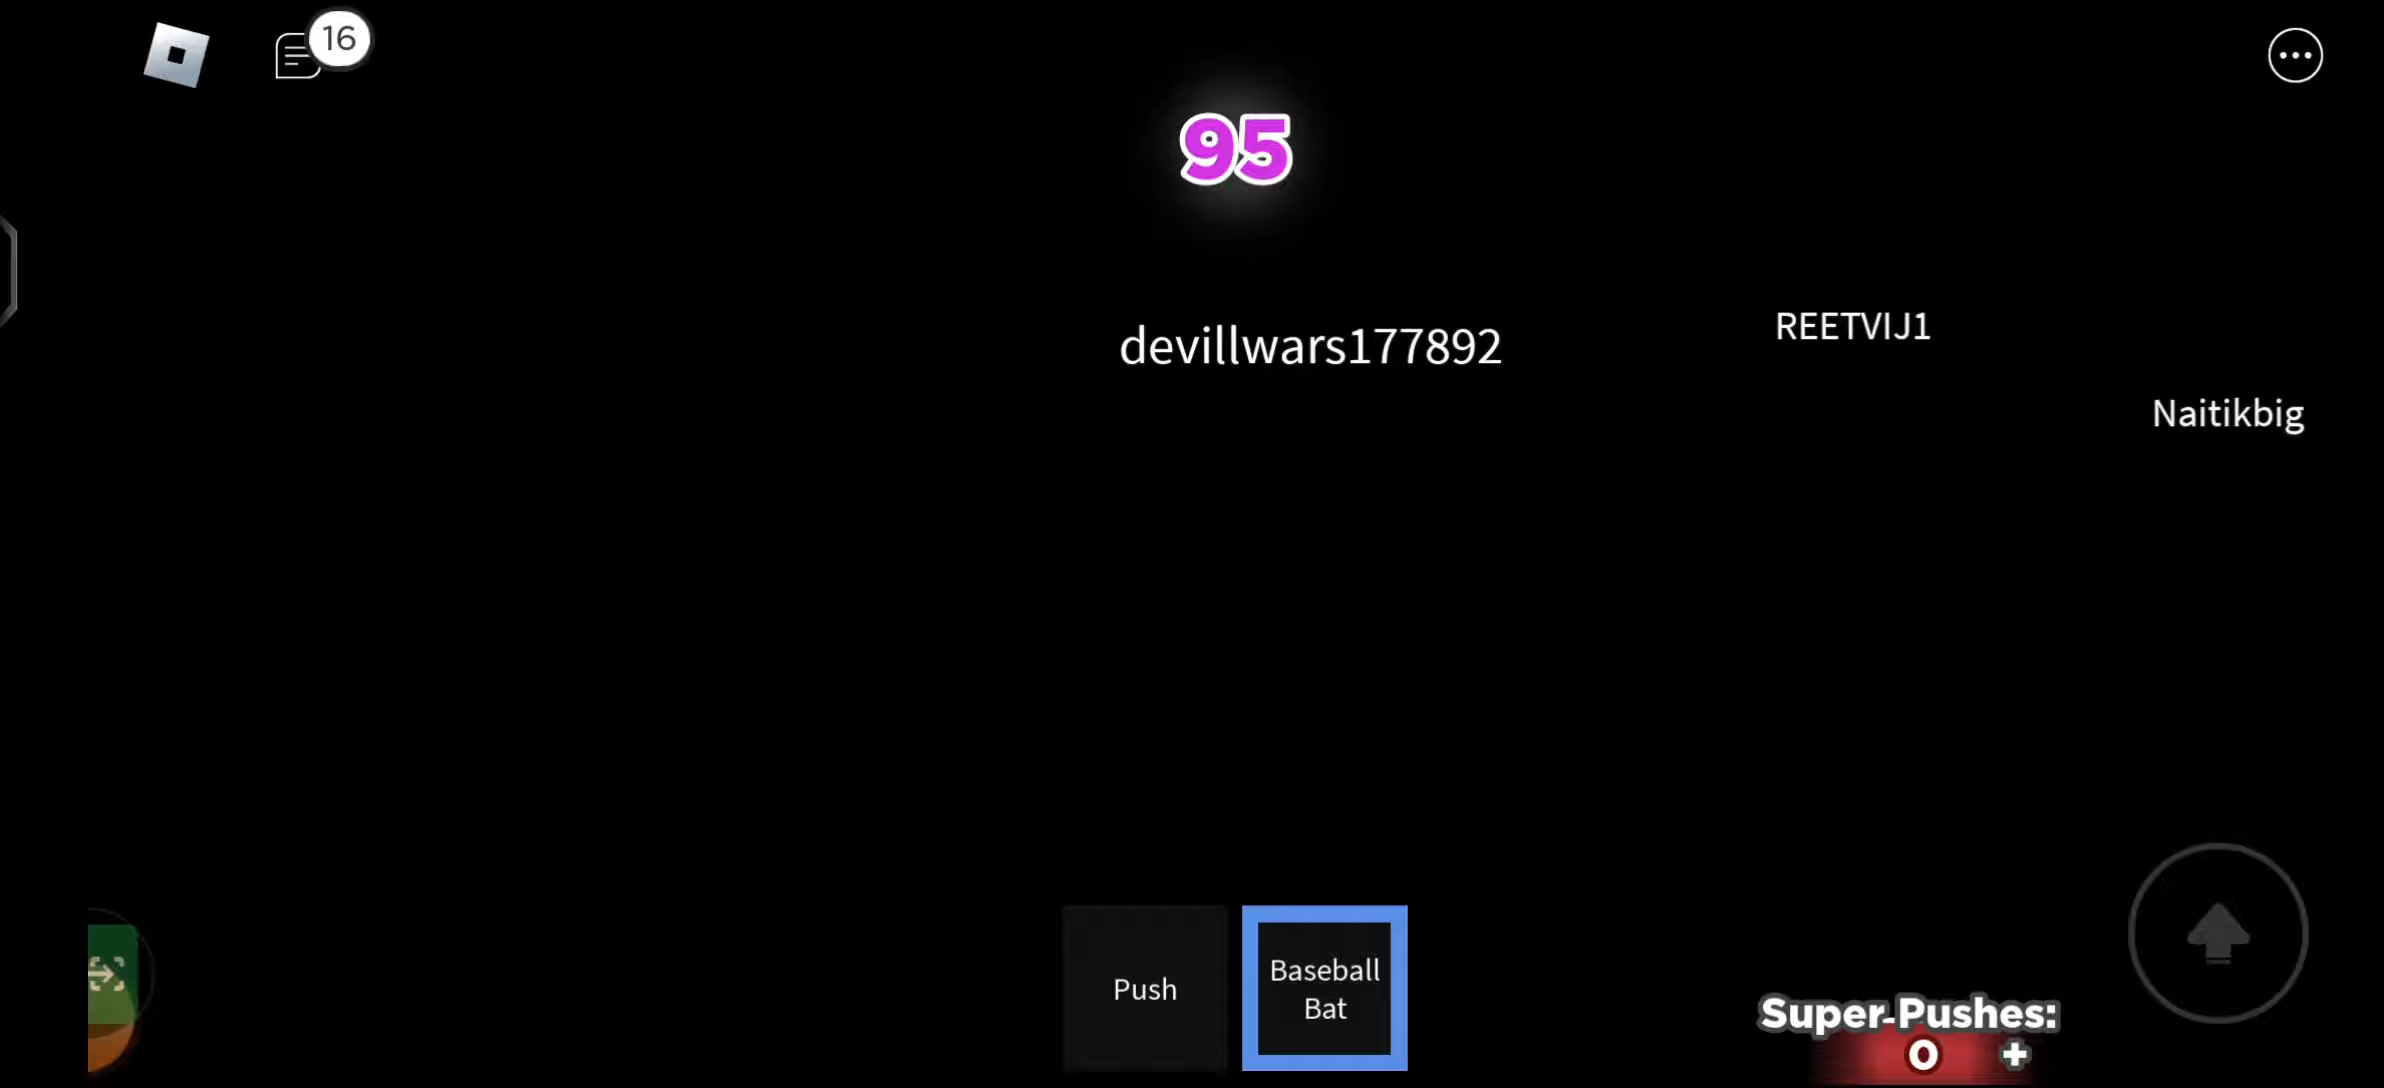 16
95
devillwars177892
REETVIJ1
Naitikbig
Push
Baseball
Bat
Super Pushes:
0 +